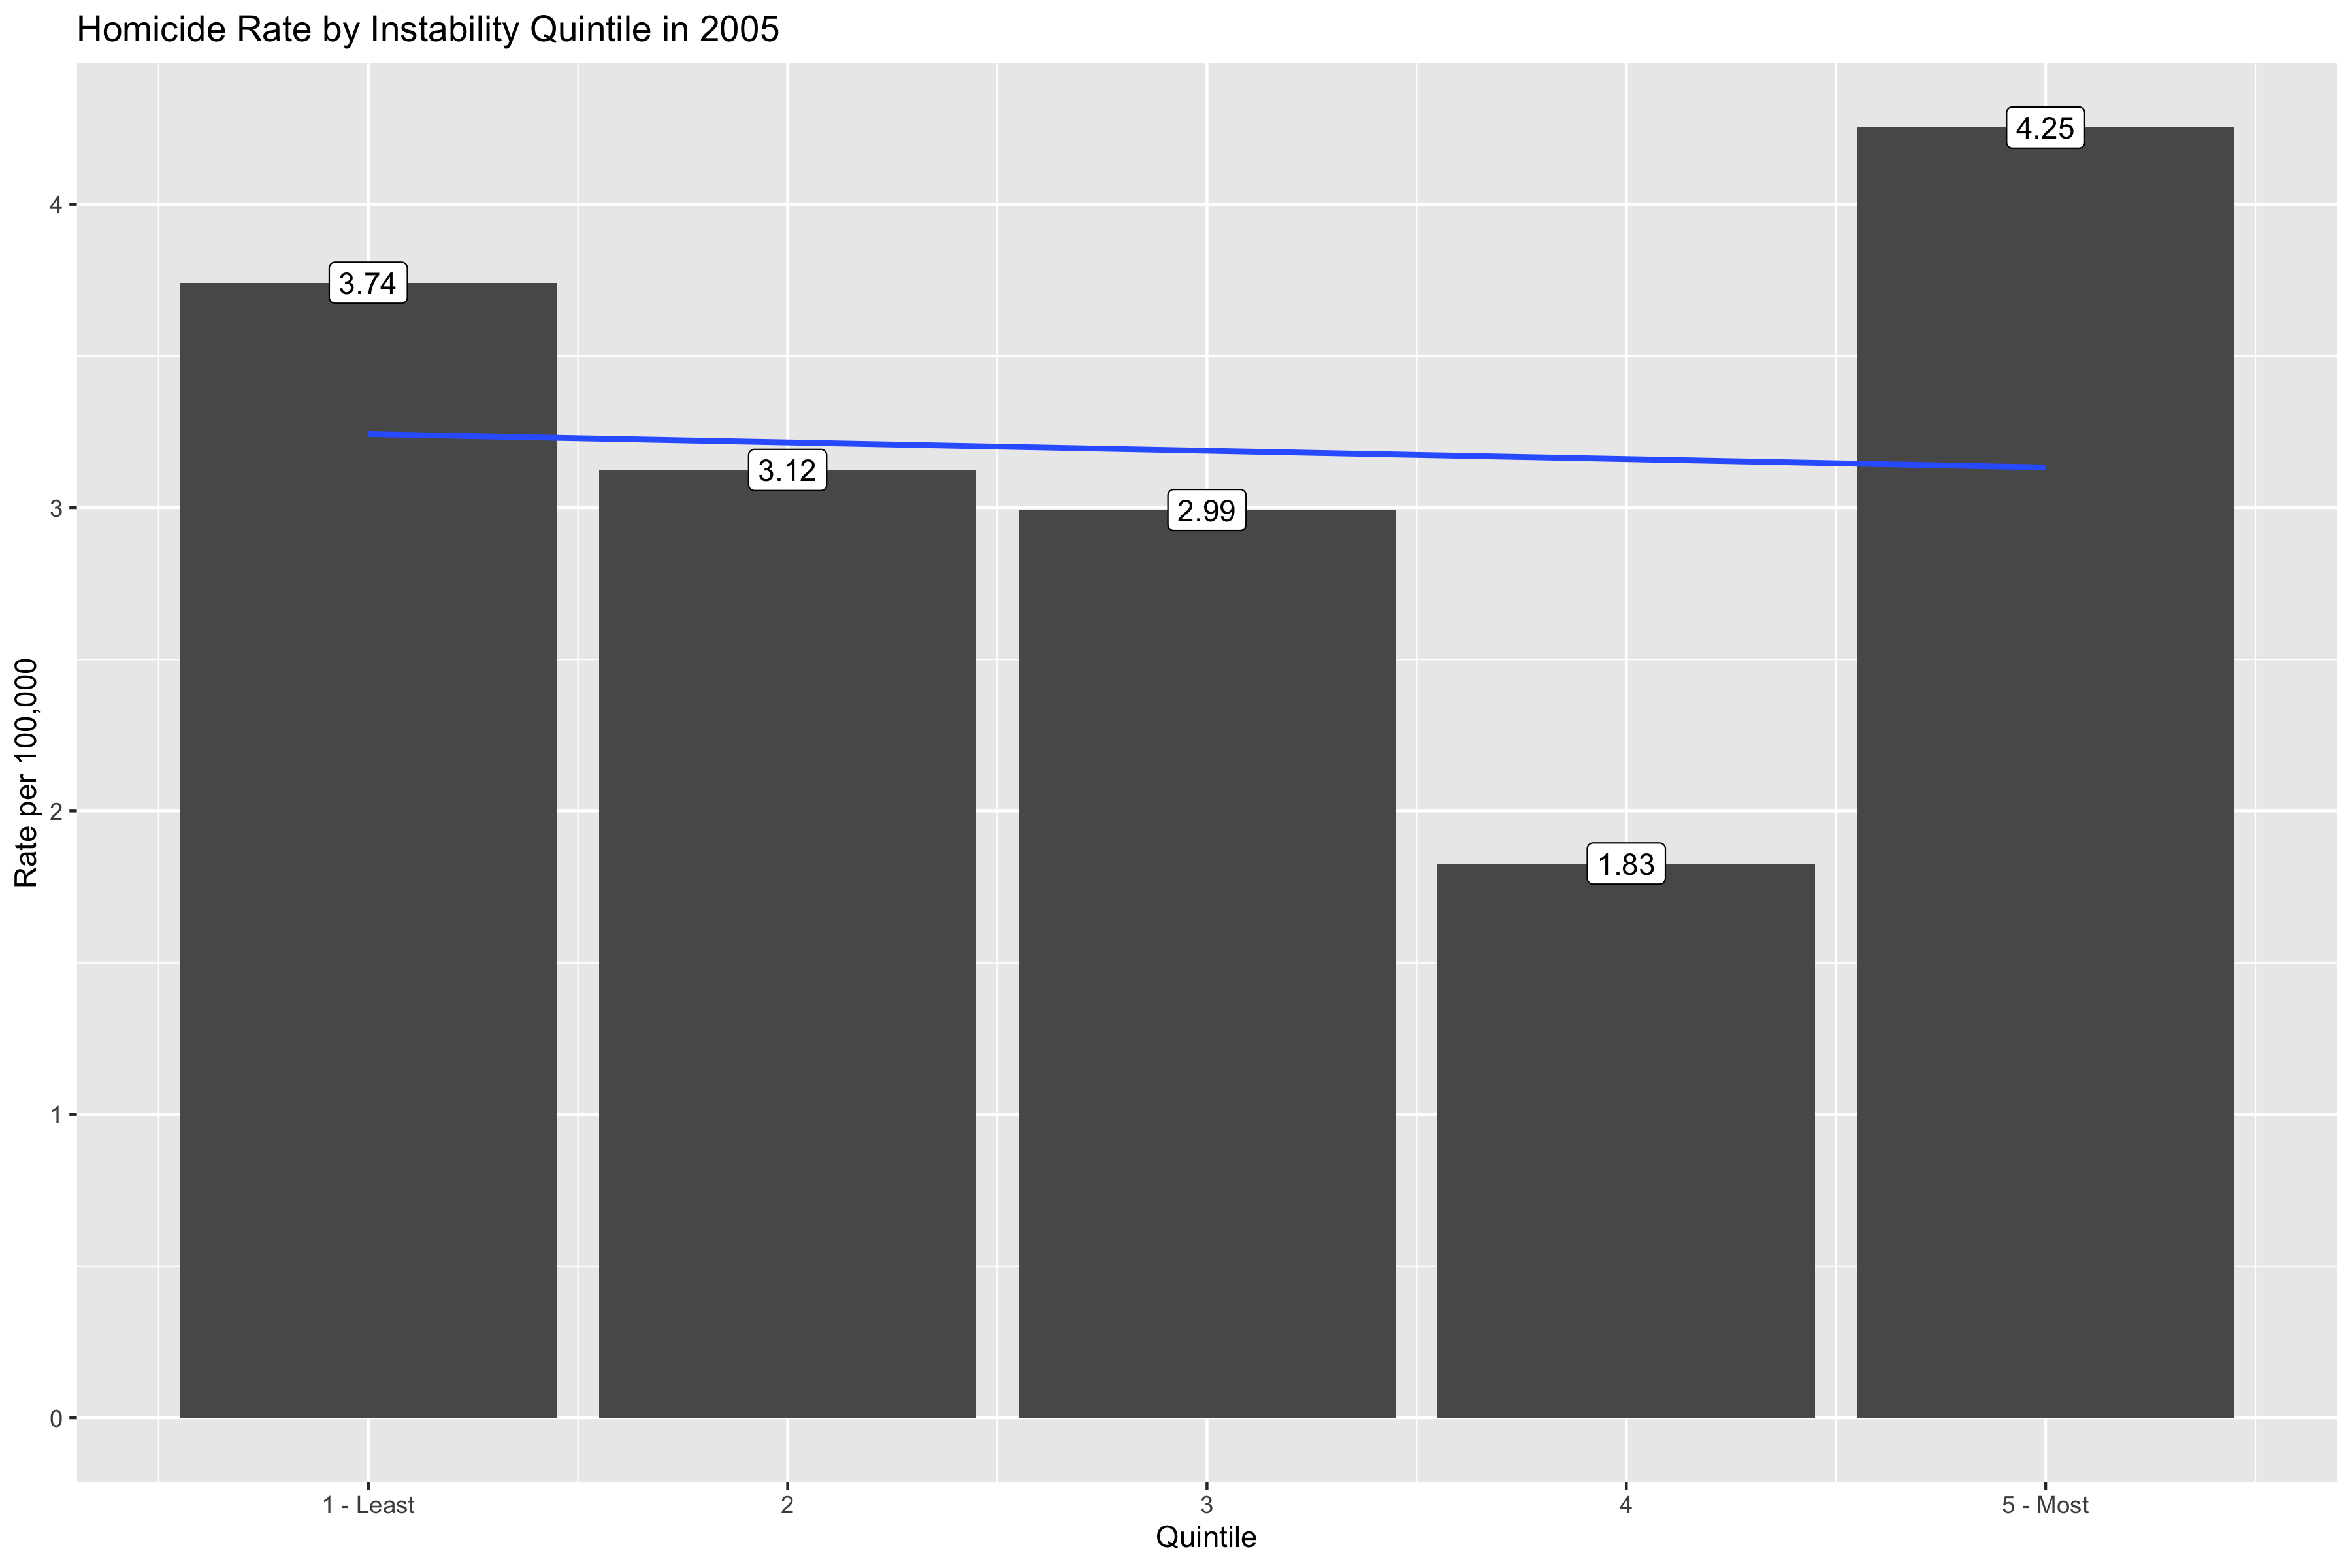 Homicide Rate by Instability Quintile in 2005
4.25
4
3.74
3.12
3
2.99
Rate per 100,000
2
1.83
1
0
1 - Least
2
3
4
5 - Most
Quintile